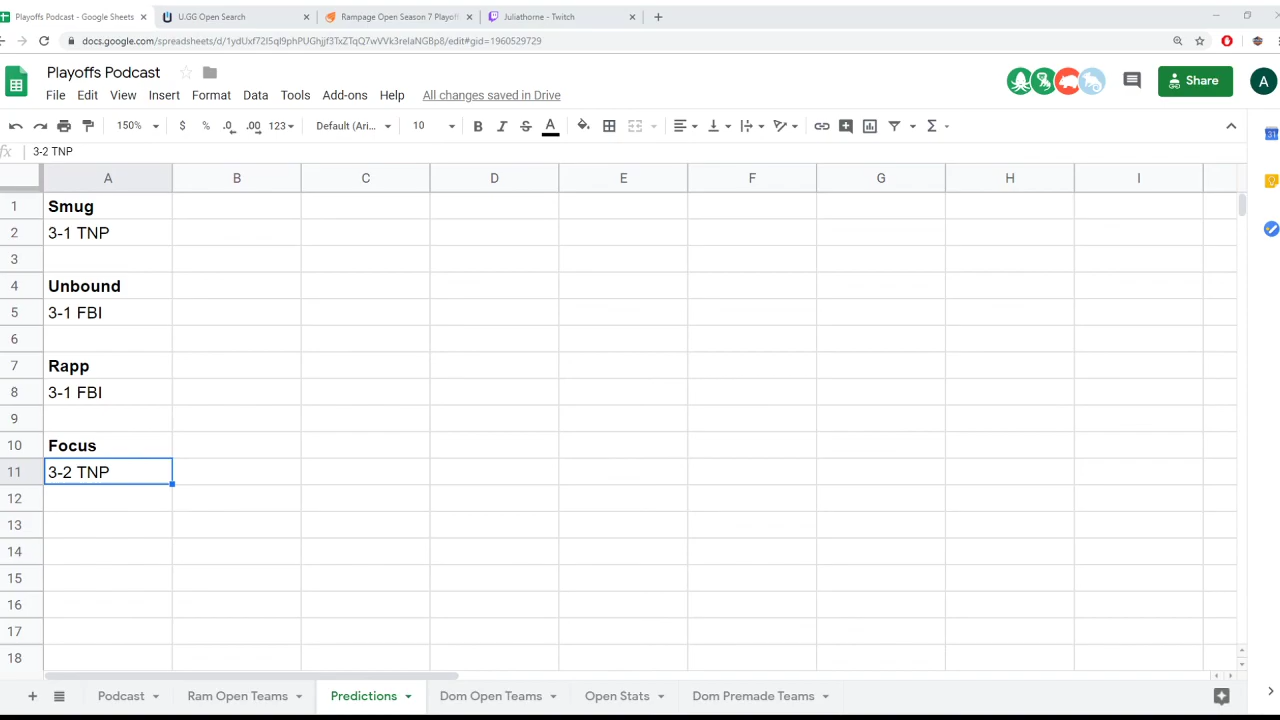 Playoffs Podcast - Google Sheets
U.GG Open Search
Rampage Open Season 7 Playof
Juliathorne - Twitch
docs.google.com/spreadsheets/d/1ydUxf72I5qI9phPUGhjjf3TxZTqQ7wVVk3relaNGBp8/edit#gid=1960529729
Playoffs Podcast
Share
A
File Edit View Insert Format Data Tools Add-ons Help All changes saved in Drive
150% $ % .0 .00 123 Default (Ari... 10 B I S A
fx 3-2 TNP
A B C D E F G H I
1 Smug
2 3-1 TNP
3
4 Unbound
5 3-1 FBI
6
7 Rapp
8 3-1 FBI
9
10 Focus
11 3-2 TNP
12
13
14
15
16
17
18
Podcast Ram Open Teams Predictions Dom Open Teams Open Stats Dom Premade Teams